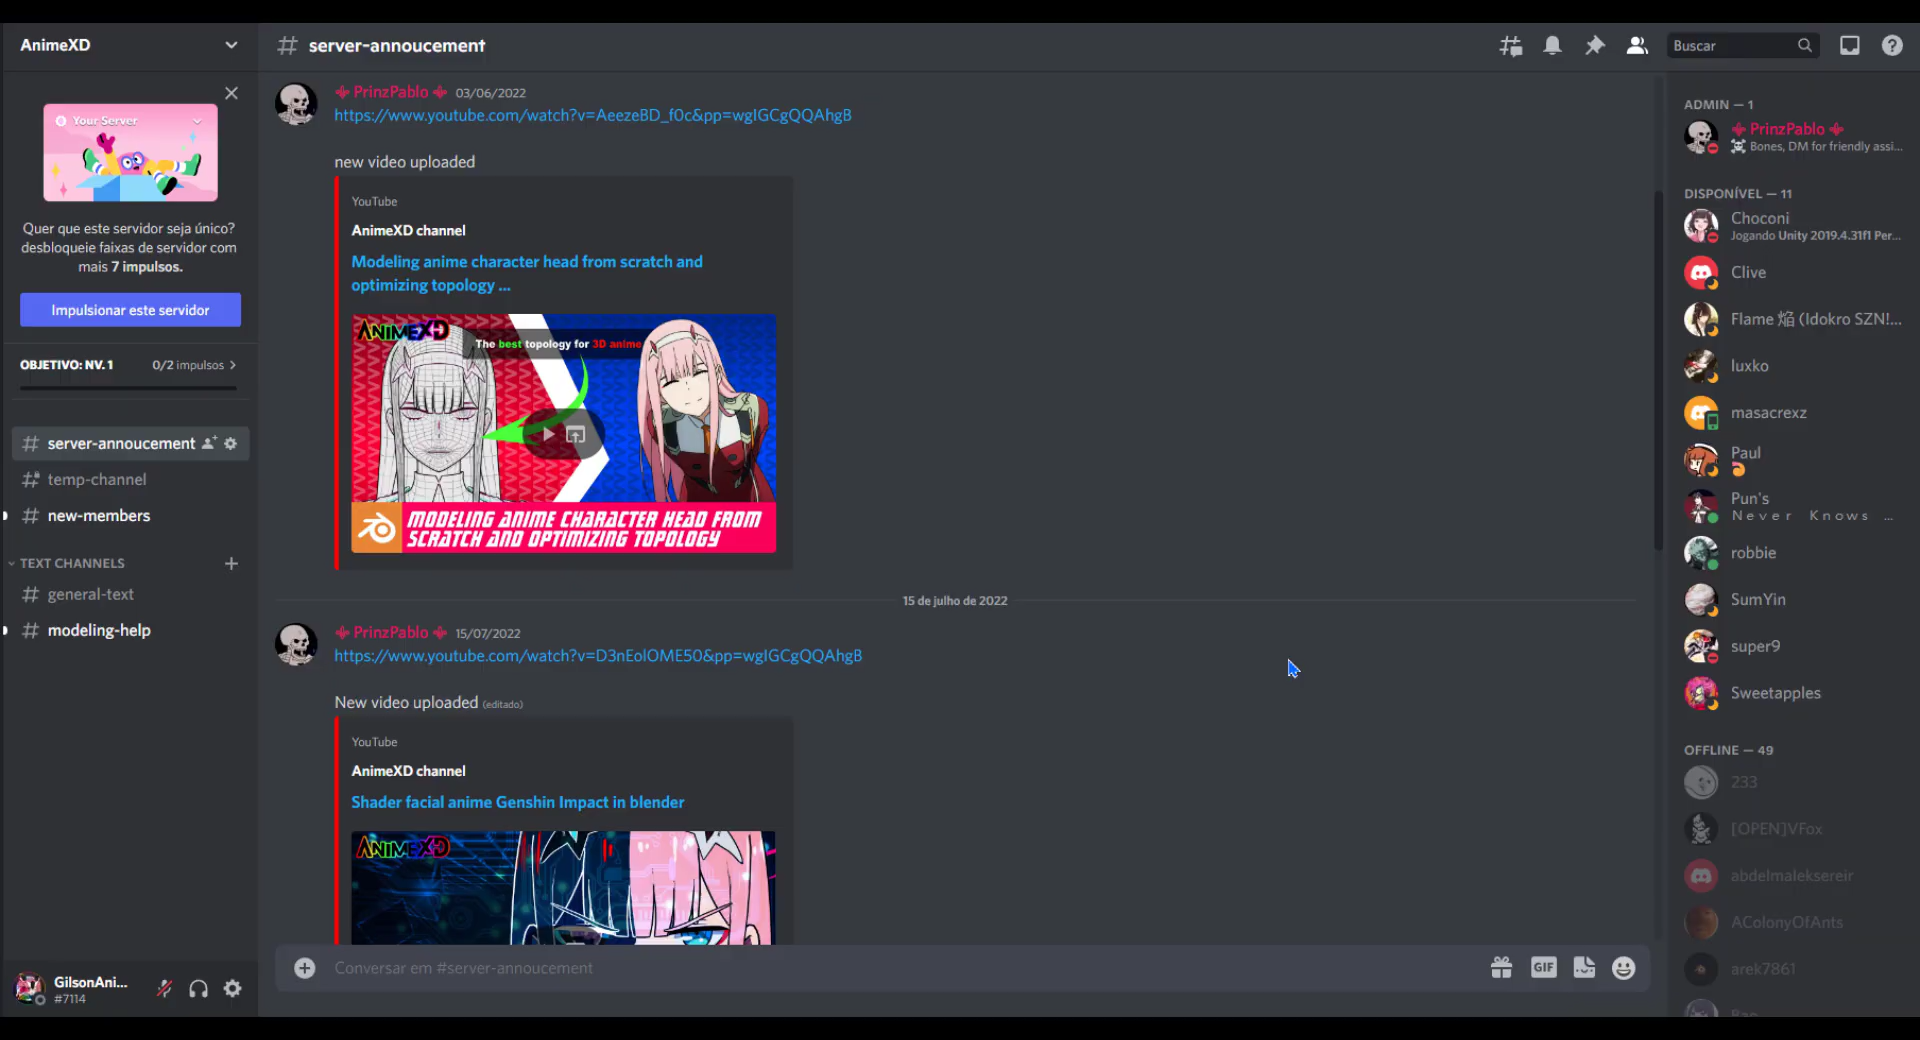 AnimeXD
Your Server
Quer que este servidor seja único?
desbloqueie faixas de servidor com
mais 7 impulsos.
Impulsionar este servidor
OBJETIVO: NV. 1
0/2 impulsos
server-annoucement
temp-channel
new-members
TEXT CHANNELS
general-text
modeling-help
GilsonAni...
#7114
server-annoucement
Buscar
PrinzPablo 03/06/2022
https://www.youtube.com/watch?v=AeezeBD_f0c&pp=wgIGCgQQAhgB
new video uploaded
YouTube
AnimeXD channel
Modeling anime character head from scratch and
optimizing topology ...
ANIMEXD
The best topology for 3D anime
MODELING ANIME CHARACTER HEAD FROM
SCRATCH AND OPTIMIZING TOPOLOGY
15 de julho de 2022
PrinzPablo 15/07/2022
https://www.youtube.com/watch?v=D3nEolOME50&pp=wgIGCgQQAhgB
New video uploaded (editado)
YouTube
AnimeXD channel
Shader facial anime Genshin Impact in blender
ANIMEXD
Conversar em #server-annoucement
GIF
ADMIN — 1
PrinzPablo
Bones, DM for friendly assi...
DISPONÍVEL — 11
Choconi
Jogando Unity 2019.4.31f1 Per...
Clive
Flame 焔 (Idokro SZN!...
luxko
masacrexz
Paul
Pun's
Never Knows ...
robbie
SumYin
super9
Sweetapples
OFFLINE — 49
233
[OPEN]VFox
abdelmaleksereir
AColonyOfAnts
arek7861